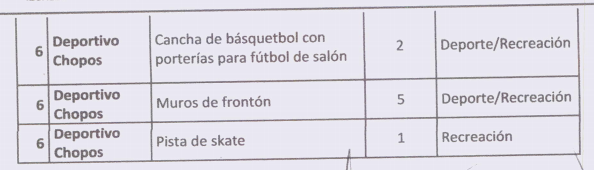 6 Deportivo Chopos Cancha de básquetbol con porterías para fútbol de salón 2 Deporte/Recreación
6 Deportivo Chopos Muros de frontón 5 Deporte/Recreación
6 Deportivo Chopos Pista de skate 1 Recreación